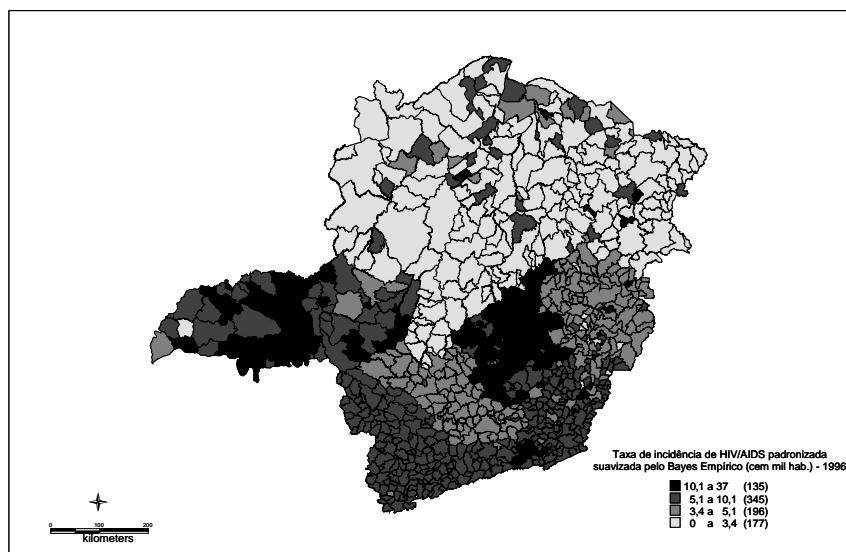 Taxa de incidência de HIV/AIDS padronizada
suavizada pelo Bayes Empírico (cem mil hab.) - 1996
10,1 a 37 (135)
5,1 a 10,1 (345)
3,4 a 5,1 (196)
0 a 3,4 (177)
0 100 200
kilometers